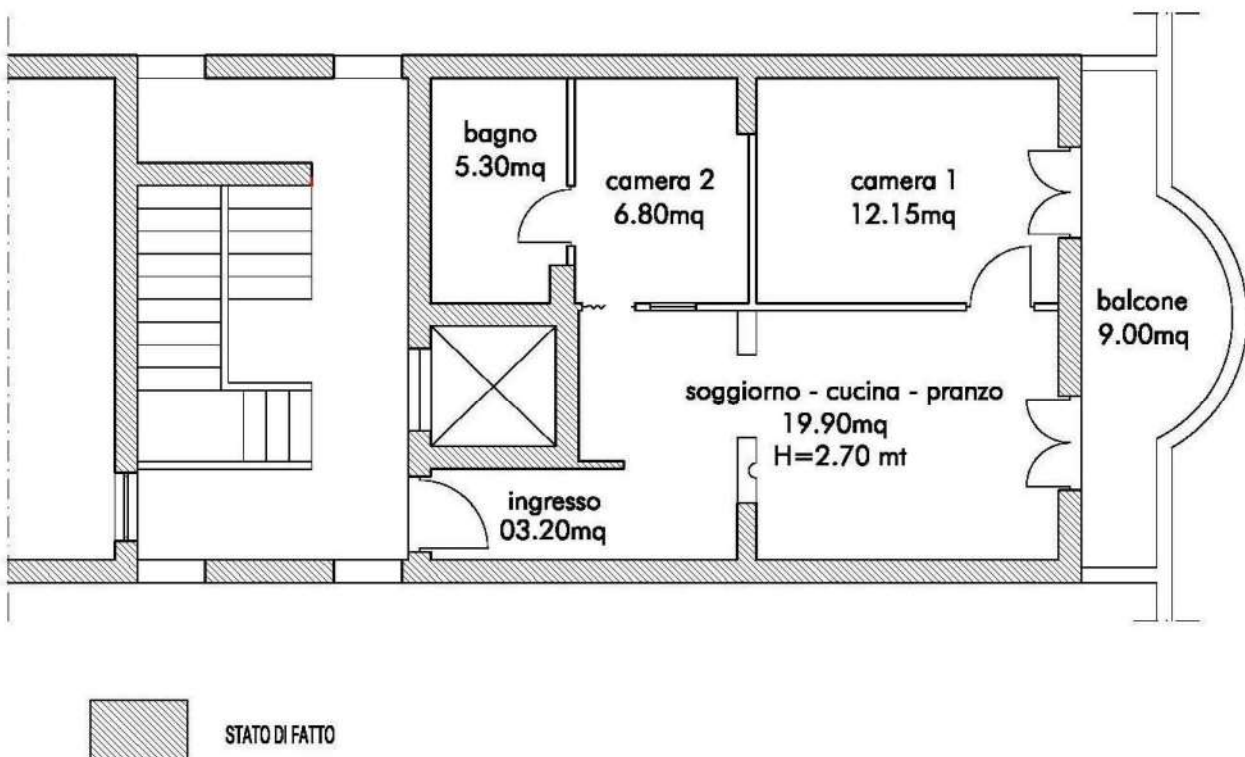 bagno
5.30mq
camera 2
6.80mq
camera 1
12.15mq
balcone
9.00mq
soggiorno - cucina - pranzo
19.90mq
H=2.70 mt
ingresso
03.20mq
STATO DI FATTO